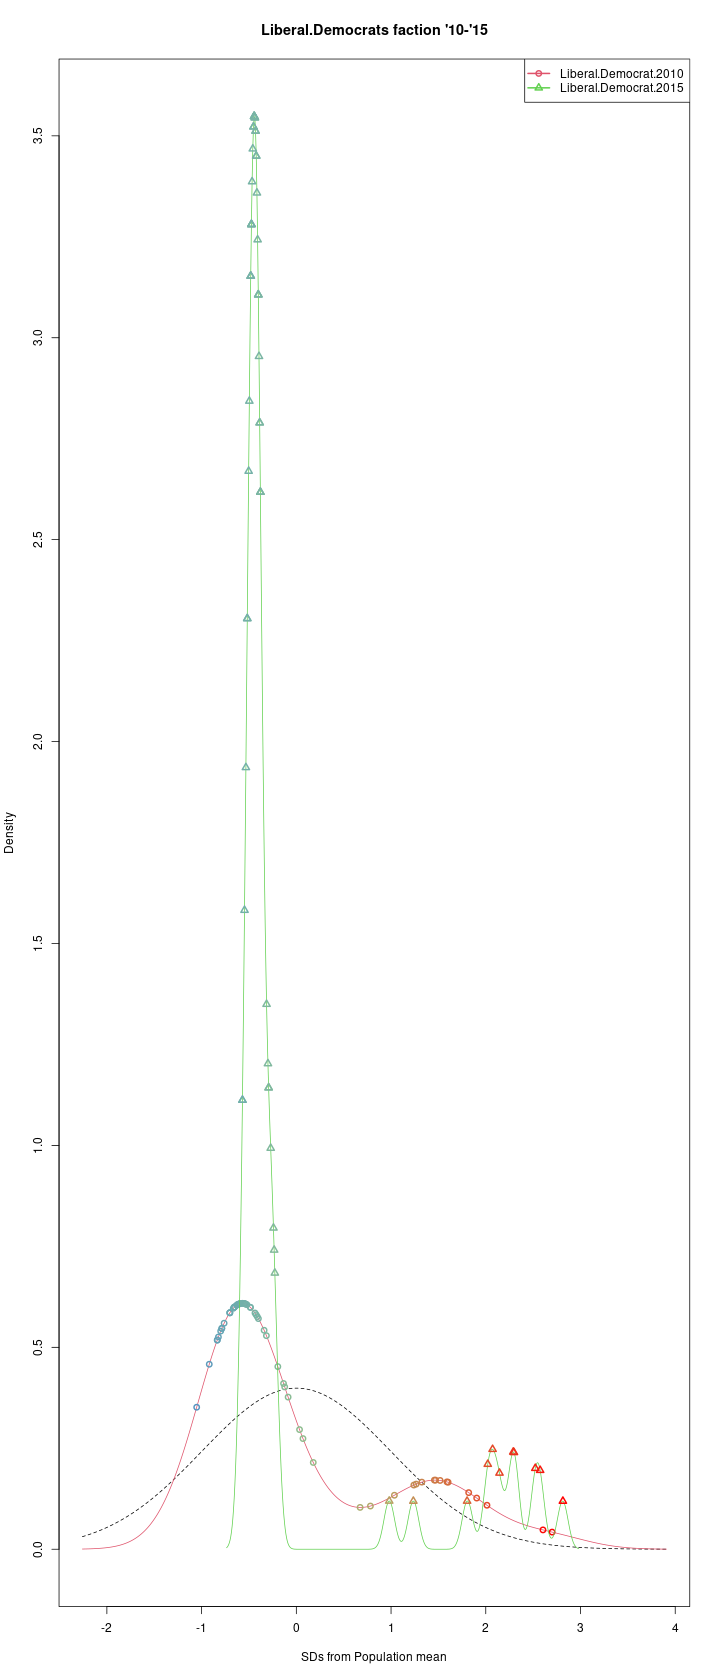 Liberal.Democrats faction '10-'15
Liberal.Democrat.2010
Liberal.Democrat.2015
3.5
3.0
2.5
2.0
1.5
1.0
0.5
0.0
Density
-2 -1 0 1 2 3 4
SDs from Population mean